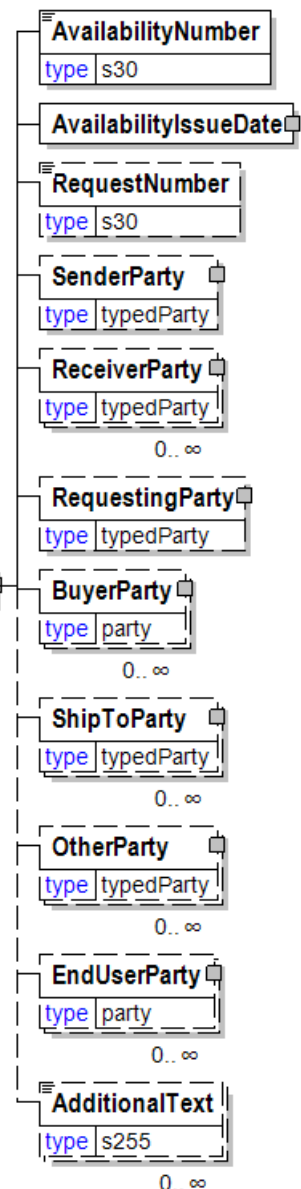 AvailabilityNumber
type s30
AvailabilityIssueDate
RequestNumber
type s30
SenderParty
type typedParty
ReceiverParty
type typedParty
0.. ∞
RequestingParty
type typedParty
BuyerParty
type party
0.. ∞
ShipToParty
type typedParty
0.. ∞
OtherParty
type typedParty
0.. ∞
EndUserParty
type party
0.. ∞
AdditionalText
type s255
0.. ∞